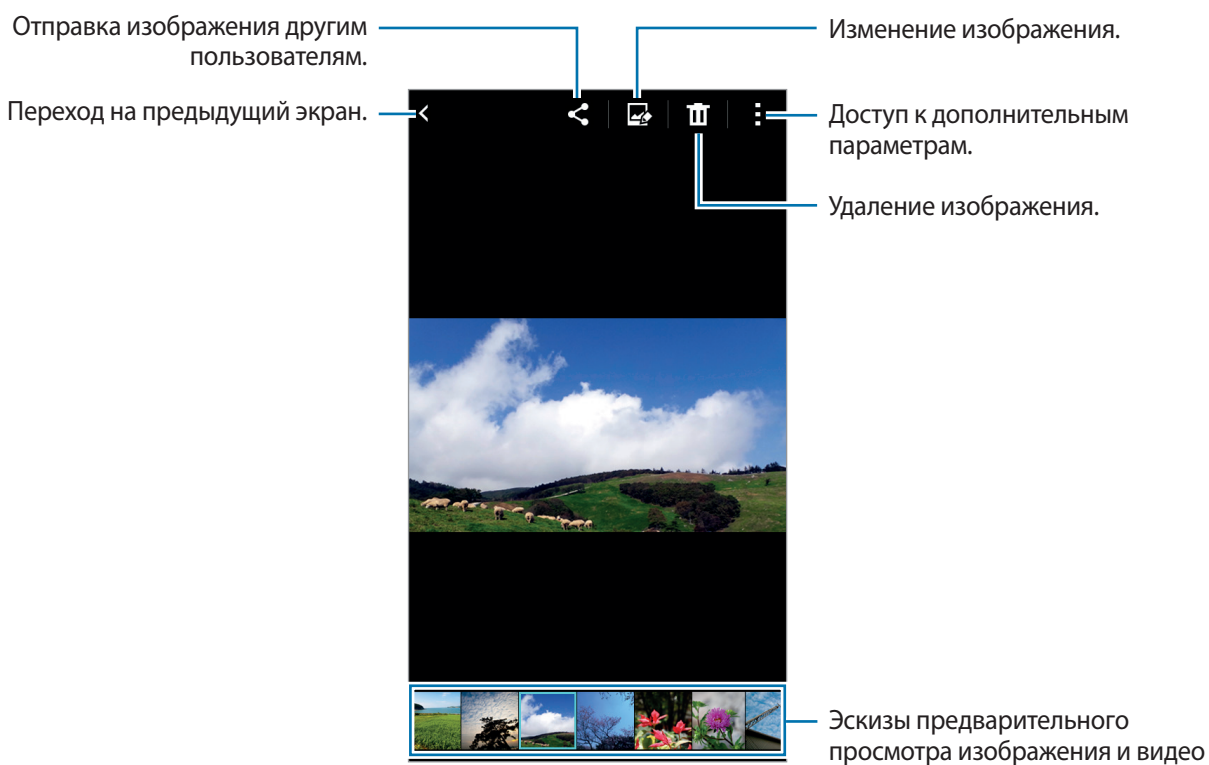 Отправка изображения другим
пользователям.
Переход на предыдущий экран.
Изменение изображения.
Доступ к дополнительным
параметрам.
Удаление изображения.
Эскизы предварительного
просмотра изображения и видео